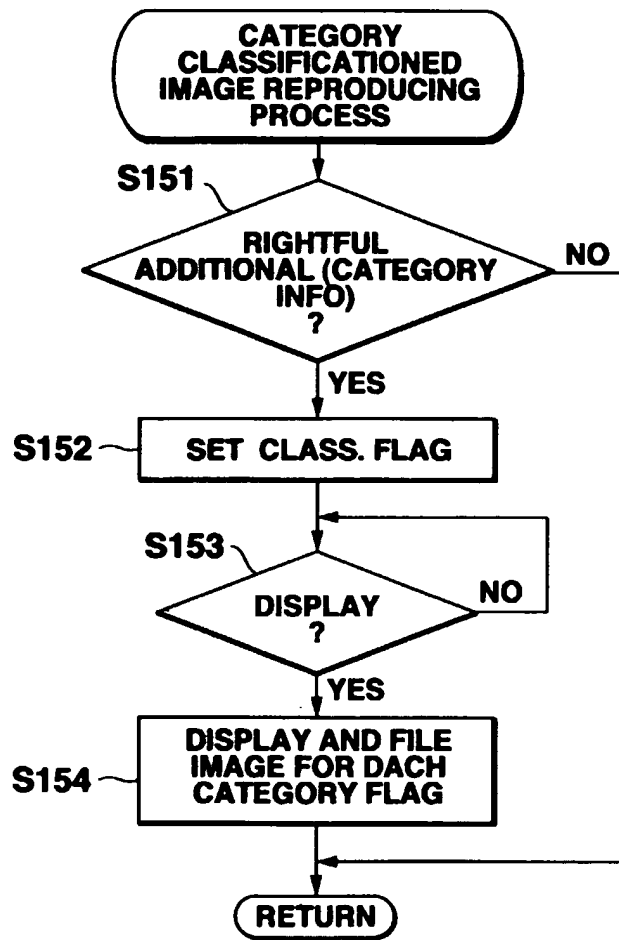 CATEGORY
CLASSIFICATIONED
IMAGE REPRODUCING
PROCESS
S151
RIGHTFUL
ADDITIONAL (CATEGORY
INFO)
?
NO
YES
S152
SET CLASS. FLAG
S153
DISPLAY
?
NO
YES
S154
DISPLAY AND FILE
IMAGE FOR DACH
CATEGORY FLAG
RETURN